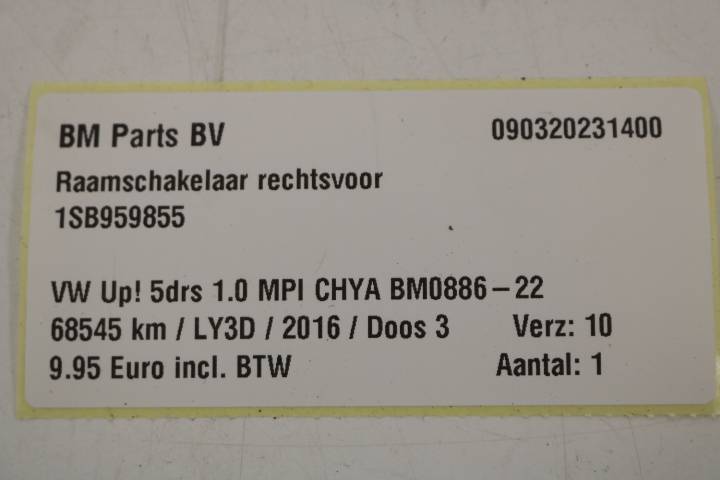 BM Parts BV 090320231400
Raamschakelaar rechtsvoor
1SB959855
VW Up! 5drs 1.0 MPI CHYA BM0886-22
68545 km / LY3D / 2016 / Doos 3 Verz: 10
9.95 Euro incl. BTW Aantal: 1